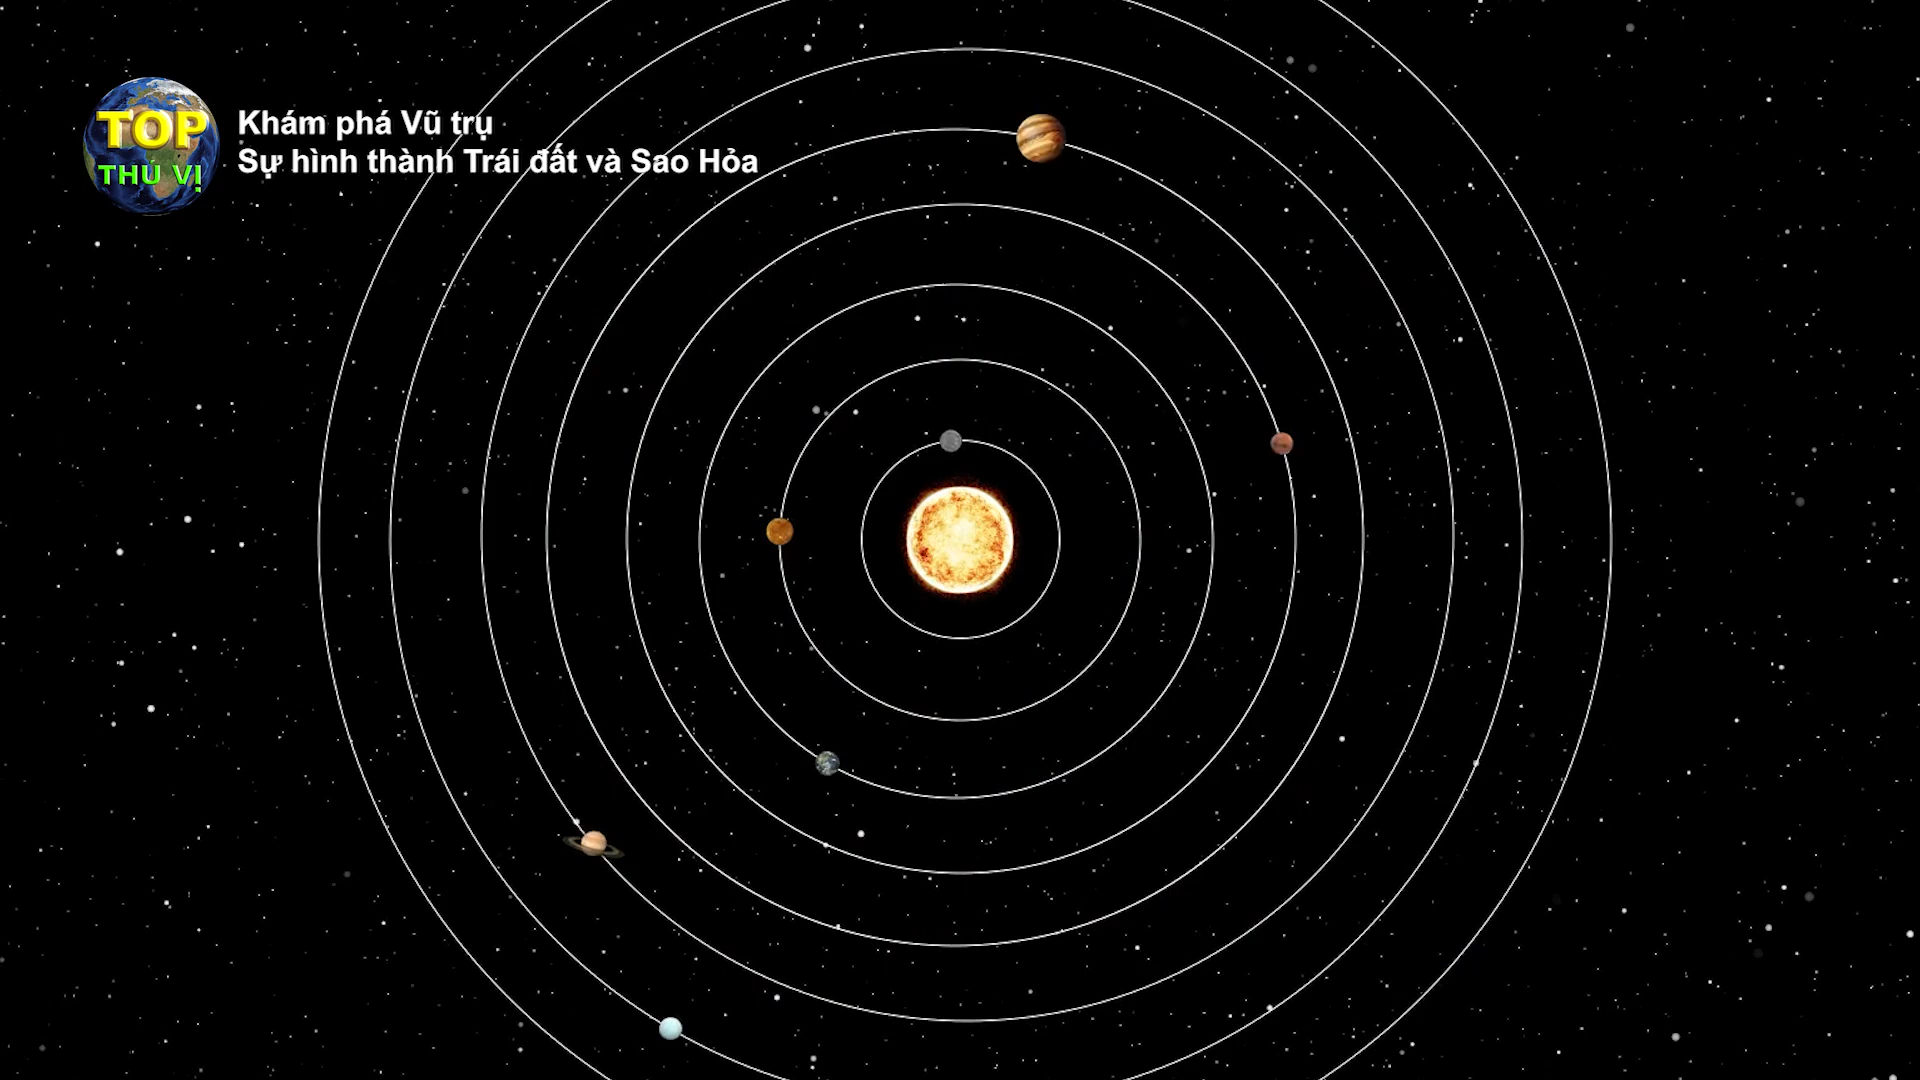 TOP
THÚ VỊ
Khám phá Vũ trụ
Sự hình thành Trái đất và Sao Hỏa